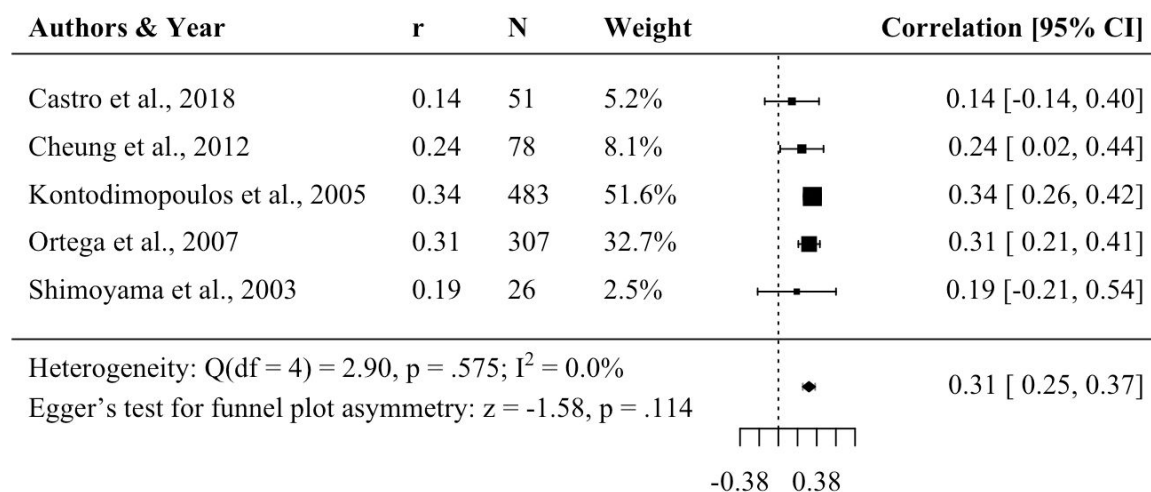 Authors & Year r N Weight Correlation [95% CI]
Castro et al., 2018 0.14 51 5.2% 0.14 [-0.14, 0.40]
Cheung et al., 2012 0.24 78 8.1% 0.24 [ 0.02, 0.44]
Kontodimopoulos et al., 2005 0.34 483 51.6% 0.34 [ 0.26, 0.42]
Ortega et al., 2007 0.31 307 32.7% 0.31 [ 0.21, 0.41]
Shimoyama et al., 2003 0.19 26 2.5% 0.19 [-0.21, 0.54]
Heterogeneity: Q(df = 4) = 2.90, p = .575; I² = 0.0%
0.31 [ 0.25, 0.37]
Egger’s test for funnel plot asymmetry: z = -1.58, p = .114
-0.38 0.38